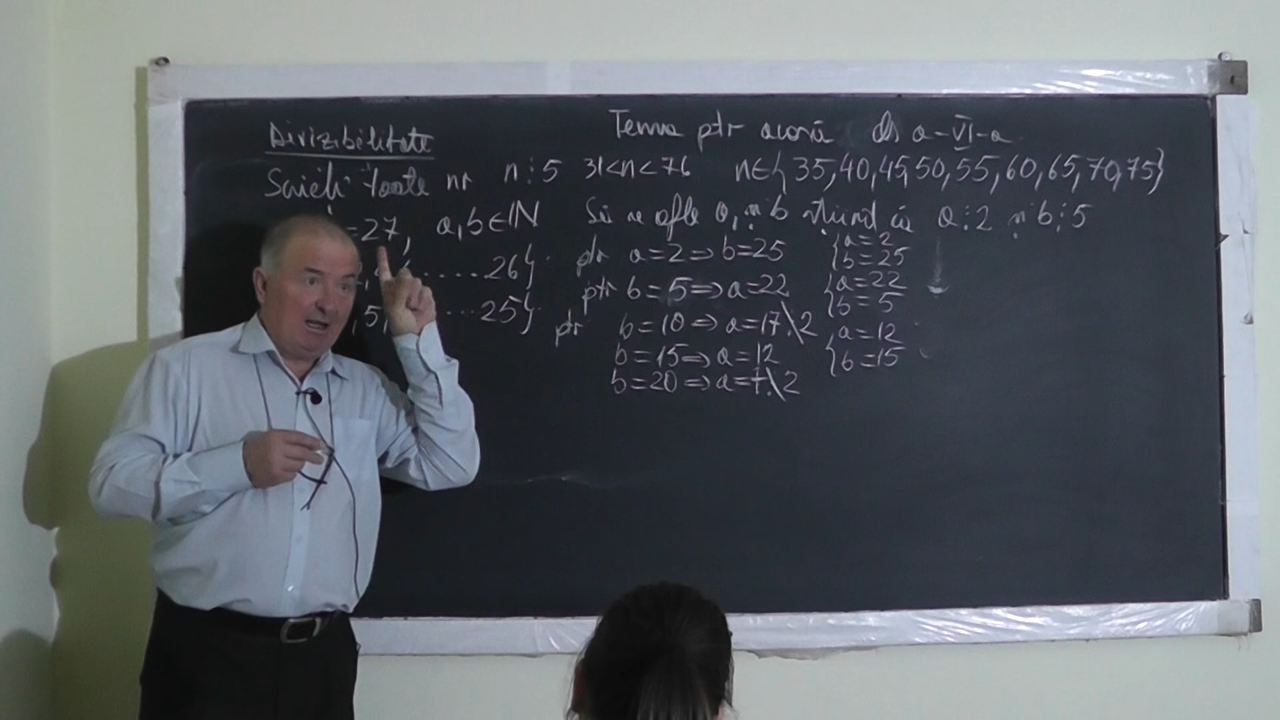 Divizibilitate
Tema ptr acasă cls a-VI-a
toate nr n⋮5 31<n<76 n∈{35,40,45,50,55,60,65,70,75}
=27, a,b∈ℕ Să se afle a și b știind că a⋮2 și b⋮5
ptr a=2⇒b=25 {a=2
{b=25
.....26}
ptr b=5⇒a=22 {a=22
{b=5
,5, ....25}
ptr b=10⇒a=17\2 {a=12
b=15⇒a=12 {b=15
b=20⇒a=7\2